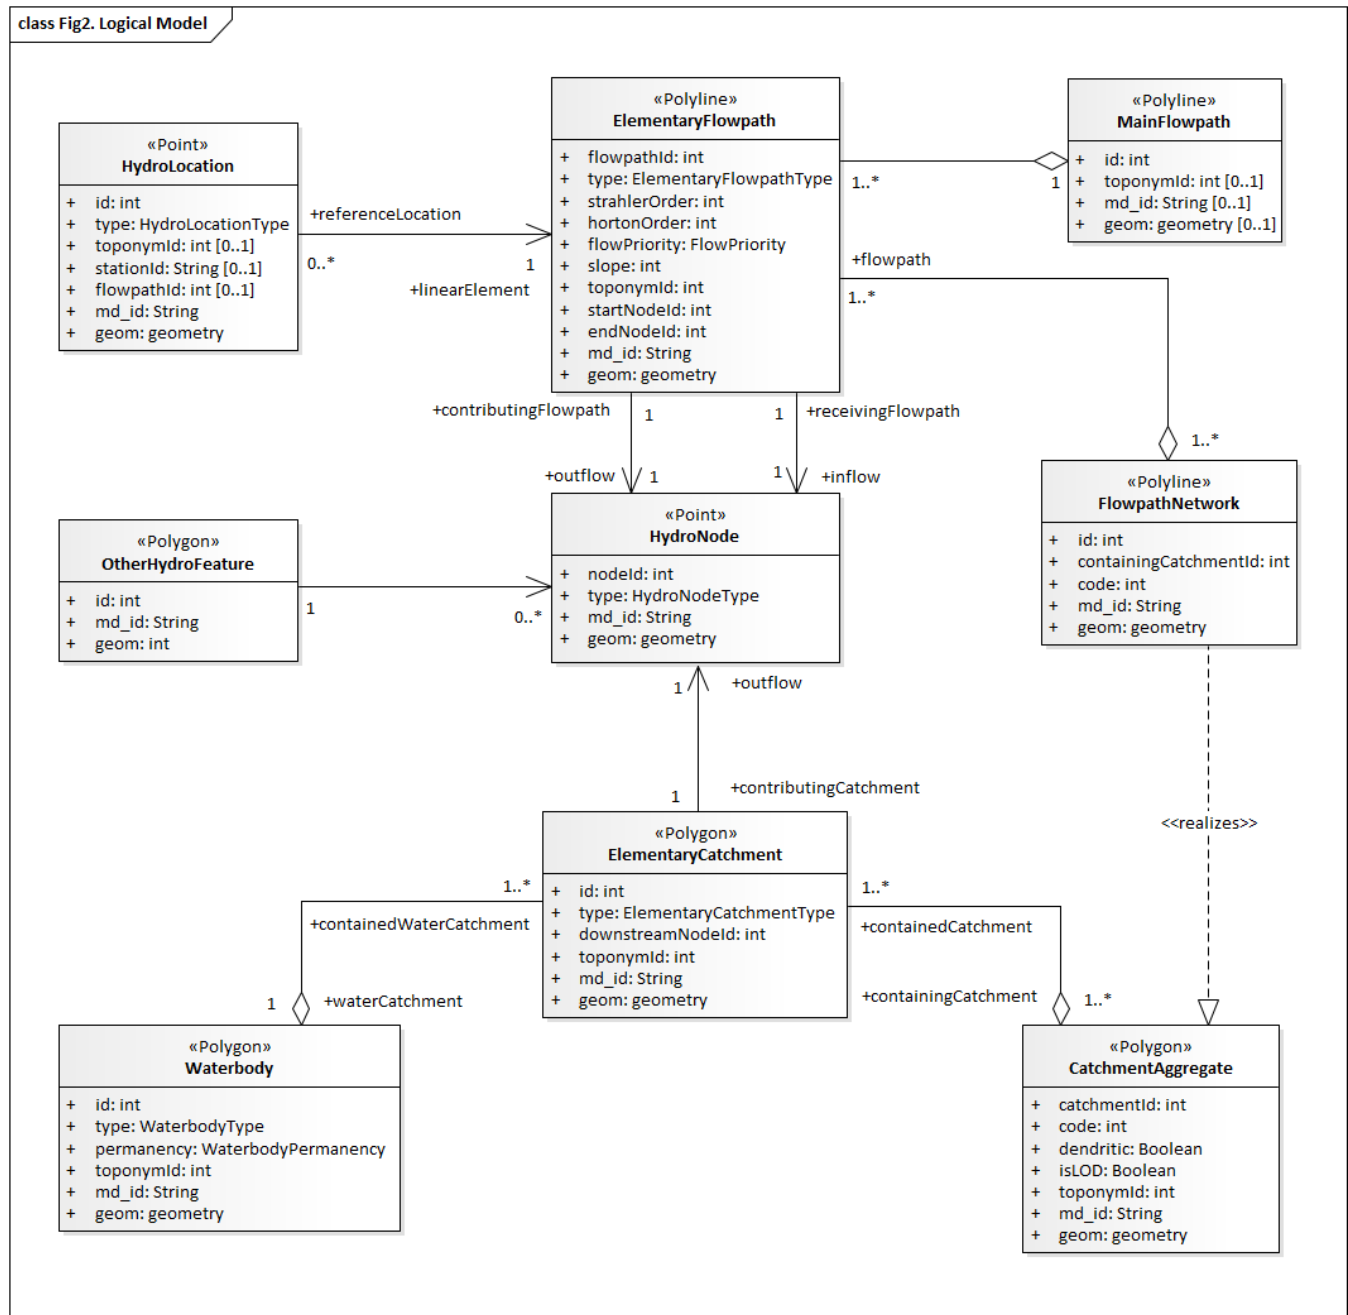 class Fig2. Logical Model
«Point»
HydroLocation
+ id: int
+ type: HydroLocationType
+ toponymId: int [0..1]
+ stationId: String [0..1]
+ flowpathId: int [0..1]
+ md_id: String
+ geom: geometry
+referenceLocation
0..*
1
+linearElement
«Polyline»
ElementaryFlowpath
+ flowpathId: int
+ type: ElementaryFlowpathType
+ strahlerOrder: int
+ hortonOrder: int
+ flowPriority: FlowPriority
+ slope: int
+ toponymId: int
+ startNodeId: int
+ endNodeId: int
+ md_id: String
+ geom: geometry
1..*
1
«Polyline»
MainFlowpath
+ id: int
+ toponymId: int [0..1]
+ md_id: String [0..1]
+ geom: geometry [0..1]
+flowpath
1..*
1..*
+contributingFlowpath
1
1
+receivingFlowpath
+outflow
1
1
+inflow
«Polyline»
FlowpathNetwork
+ id: int
+ containingCatchmentId: int
+ code: int
+ md_id: String
+ geom: geometry
«Polygon»
OtherHydroFeature
+ id: int
+ md_id: String
+ geom: int
1
0..*
«Point»
HydroNode
+ nodeId: int
+ type: HydroNodeType
+ md_id: String
+ geom: geometry
1
+outflow
+contributingCatchment
1
<<realizes>>
«Polygon»
ElementaryCatchment
+ id: int
+ type: ElementaryCatchmentType
+ downstreamNodeId: int
+ toponymId: int
+ md_id: String
+ geom: geometry
1..*
+containedWaterCatchment
1
+waterCatchment
1..*
+containedCatchment
+containingCatchment
1..*
«Polygon»
Waterbody
+ id: int
+ type: WaterbodyType
+ permanency: WaterbodyPermanency
+ toponymId: int
+ md_id: String
+ geom: geometry
«Polygon»
CatchmentAggregate
+ catchmentId: int
+ code: int
+ dendritic: Boolean
+ isLOD: Boolean
+ toponymId: int
+ md_id: String
+ geom: geometry